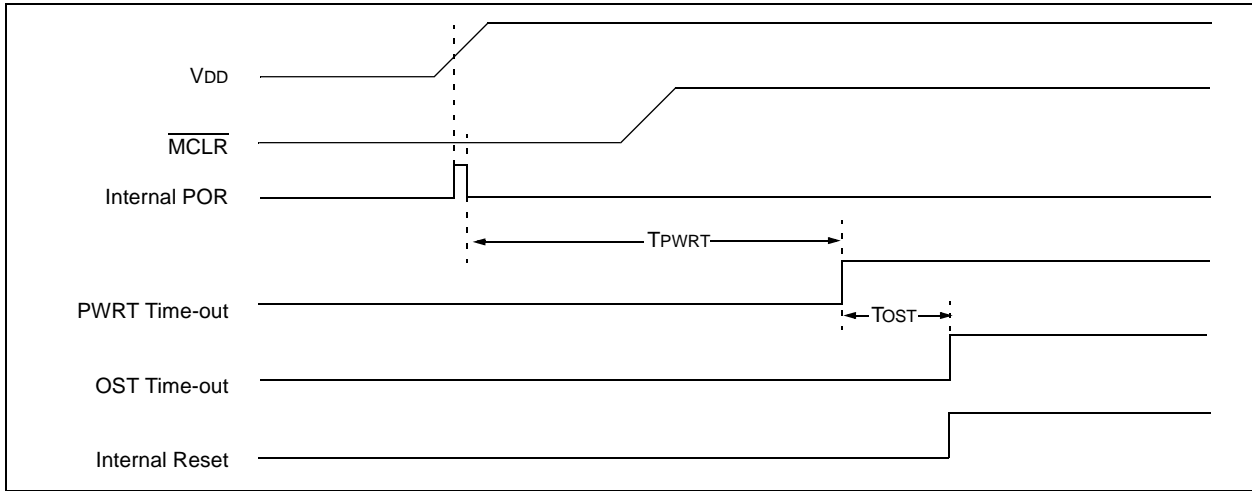 VDD
MCLR
Internal POR
TPWRT
PWRT Time-out
TOST
OST Time-out
Internal Reset